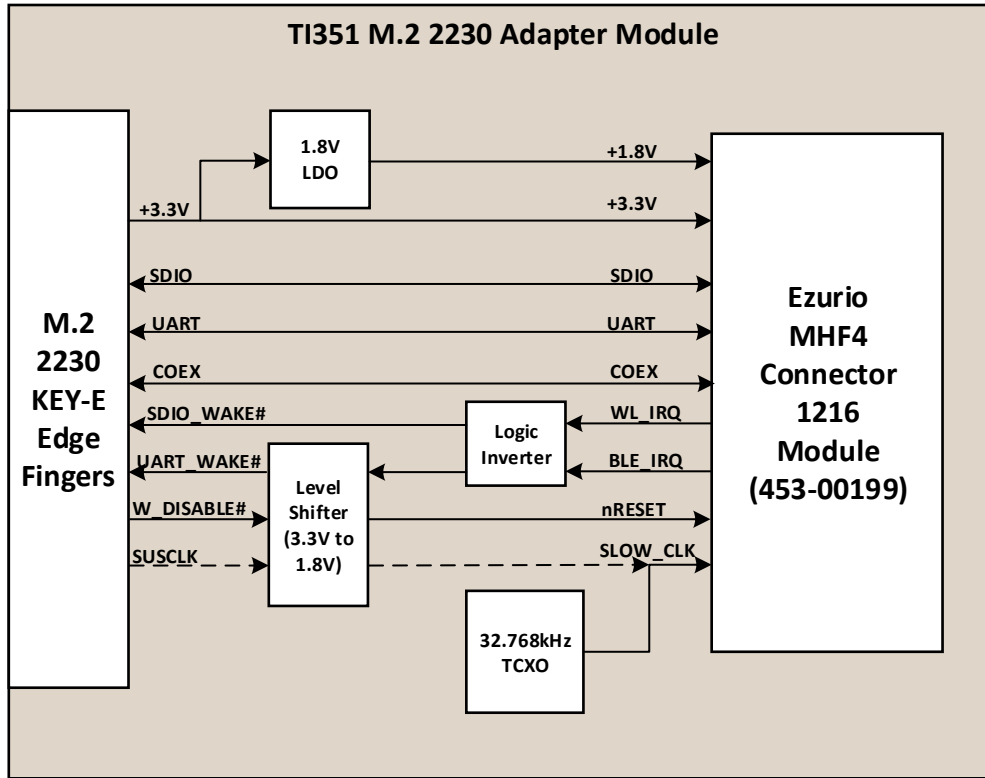 TI351 M.2 2230 Adapter Module
1.8V
LDO
+1.8V
+3.3V
+3.3V
SDIO
SDIO
UART
UART
COEX
COEX
SDIO_WAKE#
WL_IRQ
UART_WAKE#
BLE_IRQ
W_DISABLE#
nRESET
SUSCLK
SLOW_CLK
M.2
2230
KEY-E
Edge
Fingers
Logic
Inverter
Level
Shifter
(3.3V to
1.8V)
32.768kHz
TCXO
Ezurio
MHF4
Connector
1216
Module
(453-00199)